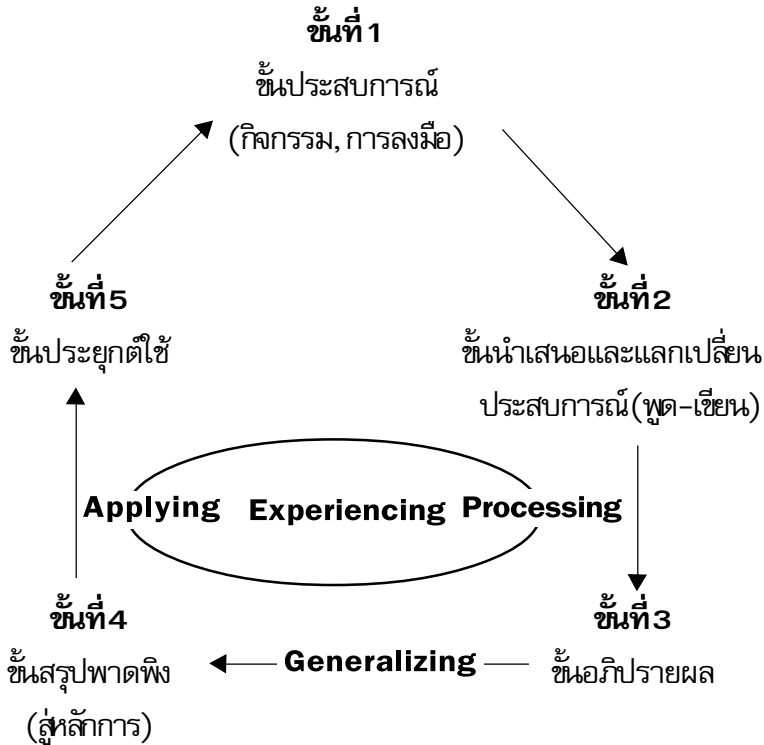 ขั้นที่ 1
ขั้นประสบการณ์
(กิจกรรม, การลงมือ)
ขั้นที่ 5
ขั้นประยุกต์ใช้
ขั้นที่ 2
ขั้นนำเสนอและแลกเปลี่ยน
ประสบการณ์ (พูด-เขียน)
Applying Experiencing Processing
ขั้นที่ 4
ขั้นสรุปพาดพิง
(สู่หลักการ)
Generalizing
ขั้นที่ 3
ขั้นอภิปรายผล